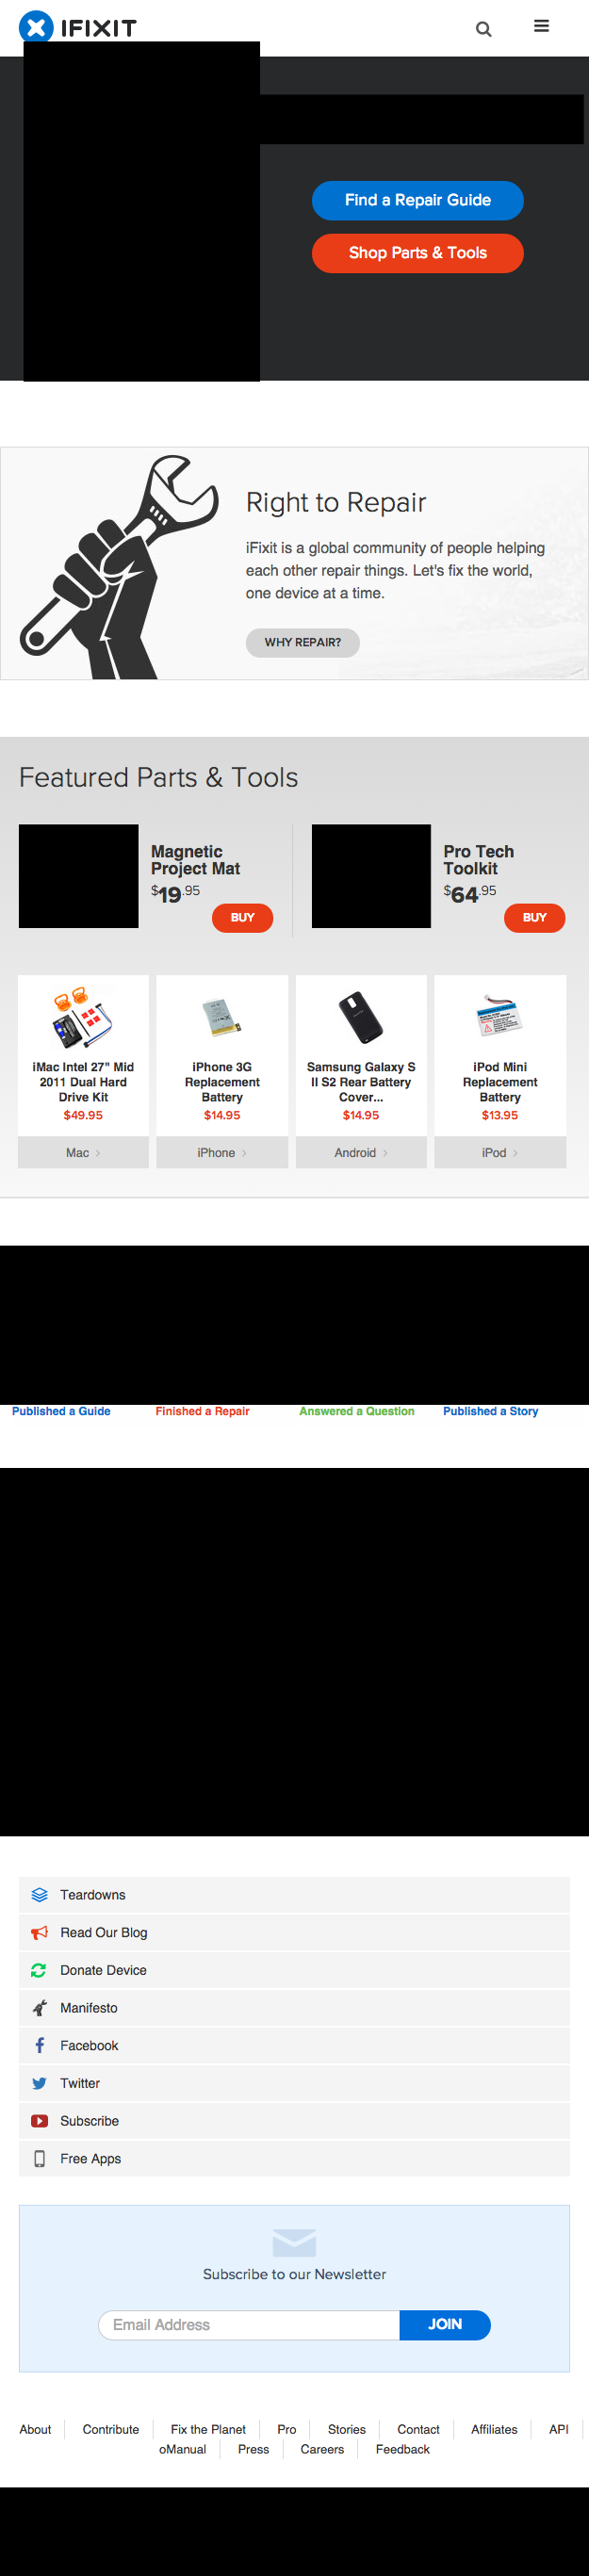 IFIXIT
Find a Repair Guide
Shop Parts & Tools
Right to Repair
iFixit is a global community of people helping
each other repair things. Let's fix the world,
one device at a time.
WHY REPAIR?
Featured Parts & Tools
Magnetic
Project Mat
$19.95
BUY
Pro Tech
Toolkit
$64.95
BUY
iMac Intel 27" Mid
2011 Dual Hard
Drive Kit
$49.95
Mac >
iPhone 3G
Replacement
Battery
$14.95
iPhone >
Samsung Galaxy S
II S2 Rear Battery
Cover...
$14.95
Android >
iPod Mini
Replacement
Battery
$13.95
iPod >
Published a Guide
Finished a Repair
Answered a Question
Published a Story
Teardowns
Read Our Blog
Donate Device
Manifesto
Facebook
Twitter
Subscribe
Free Apps
Subscribe to our Newsletter
Email Address
JOIN
About Contribute Fix the Planet Pro Stories Contact Affiliates API
oManual Press Careers Feedback